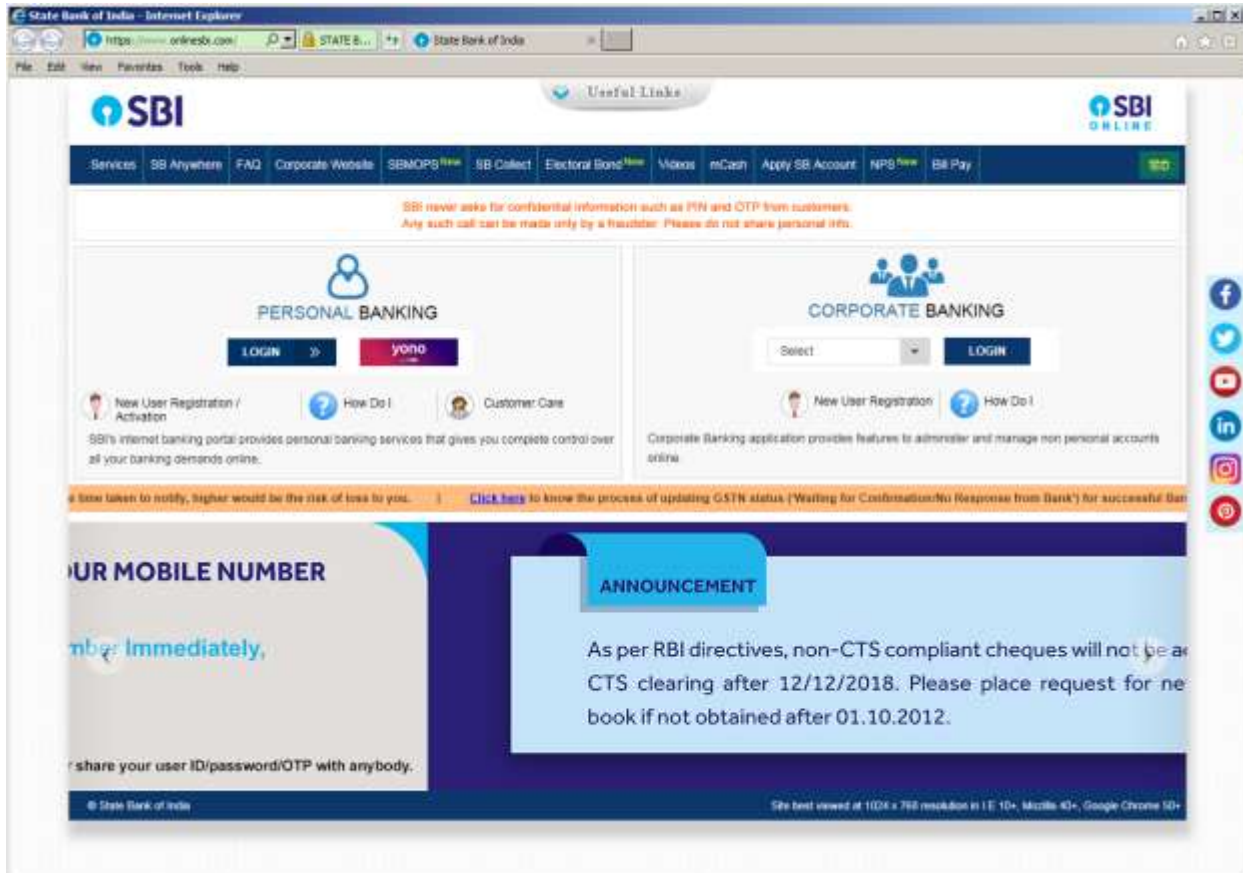 State Bank of India - Internet Explorer
https://www.onlinesbi.com/ STATE B... State Bank of India
File Edit View Favorites Tools Help
SBI
Useful Links
SBI
ONLINE
Services SB Anywhere FAQ Corporate Website SBMOPS New SB Collect Electoral Bond New Videos mCash Apply SB Account NPS New Bill Pay
SBI never asks for confidential information such as PIN and OTP from customers.
Any such call can be made only by a fraudster. Please do not share personal info.
PERSONAL BANKING
LOGIN »
yono
New User Registration /
Activation
How Do I
Customer Care
SBI's internet banking portal provides personal banking services that gives you complete control over
all your banking demands online.
CORPORATE BANKING
Select
LOGIN
New User Registration
How Do I
Corporate Banking application provides features to administer and manage non personal accounts
online.
e time taken to notify, higher would be the risk of loss to you. | Click here to know the process of updating GSTN status ('Waiting for Confirmation/No Response from Bank') for successful Ban
UR MOBILE NUMBER
mber Immediately,
share your user ID/password/OTP with anybody.
ANNOUNCEMENT
As per RBI directives, non-CTS compliant cheques will not be ac
CTS clearing after 12/12/2018. Please place request for ne
book if not obtained after 01.10.2012.
© State Bank of India
Site best viewed at 1024 x 768 resolution in I.E 10+, Mozilla 40+, Google Chrome 50+